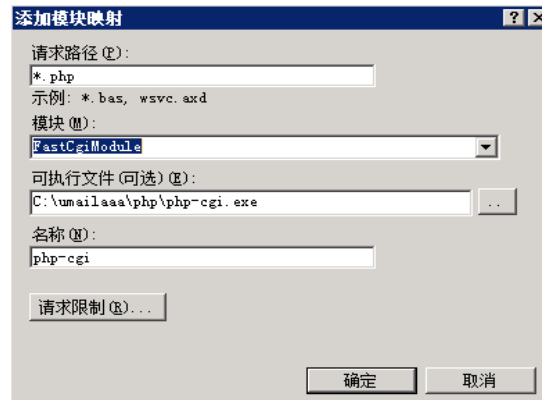 添加模块映射
请求路径(P):
*.php
示例: *.bas, wsvc.axd
模块(M):
FastCgiModule
可执行文件(可选)(E):
C:\umailaaa\php\php-cgi.exe
..
名称(N):
php-cgi
请求限制(R)...
确定 取消